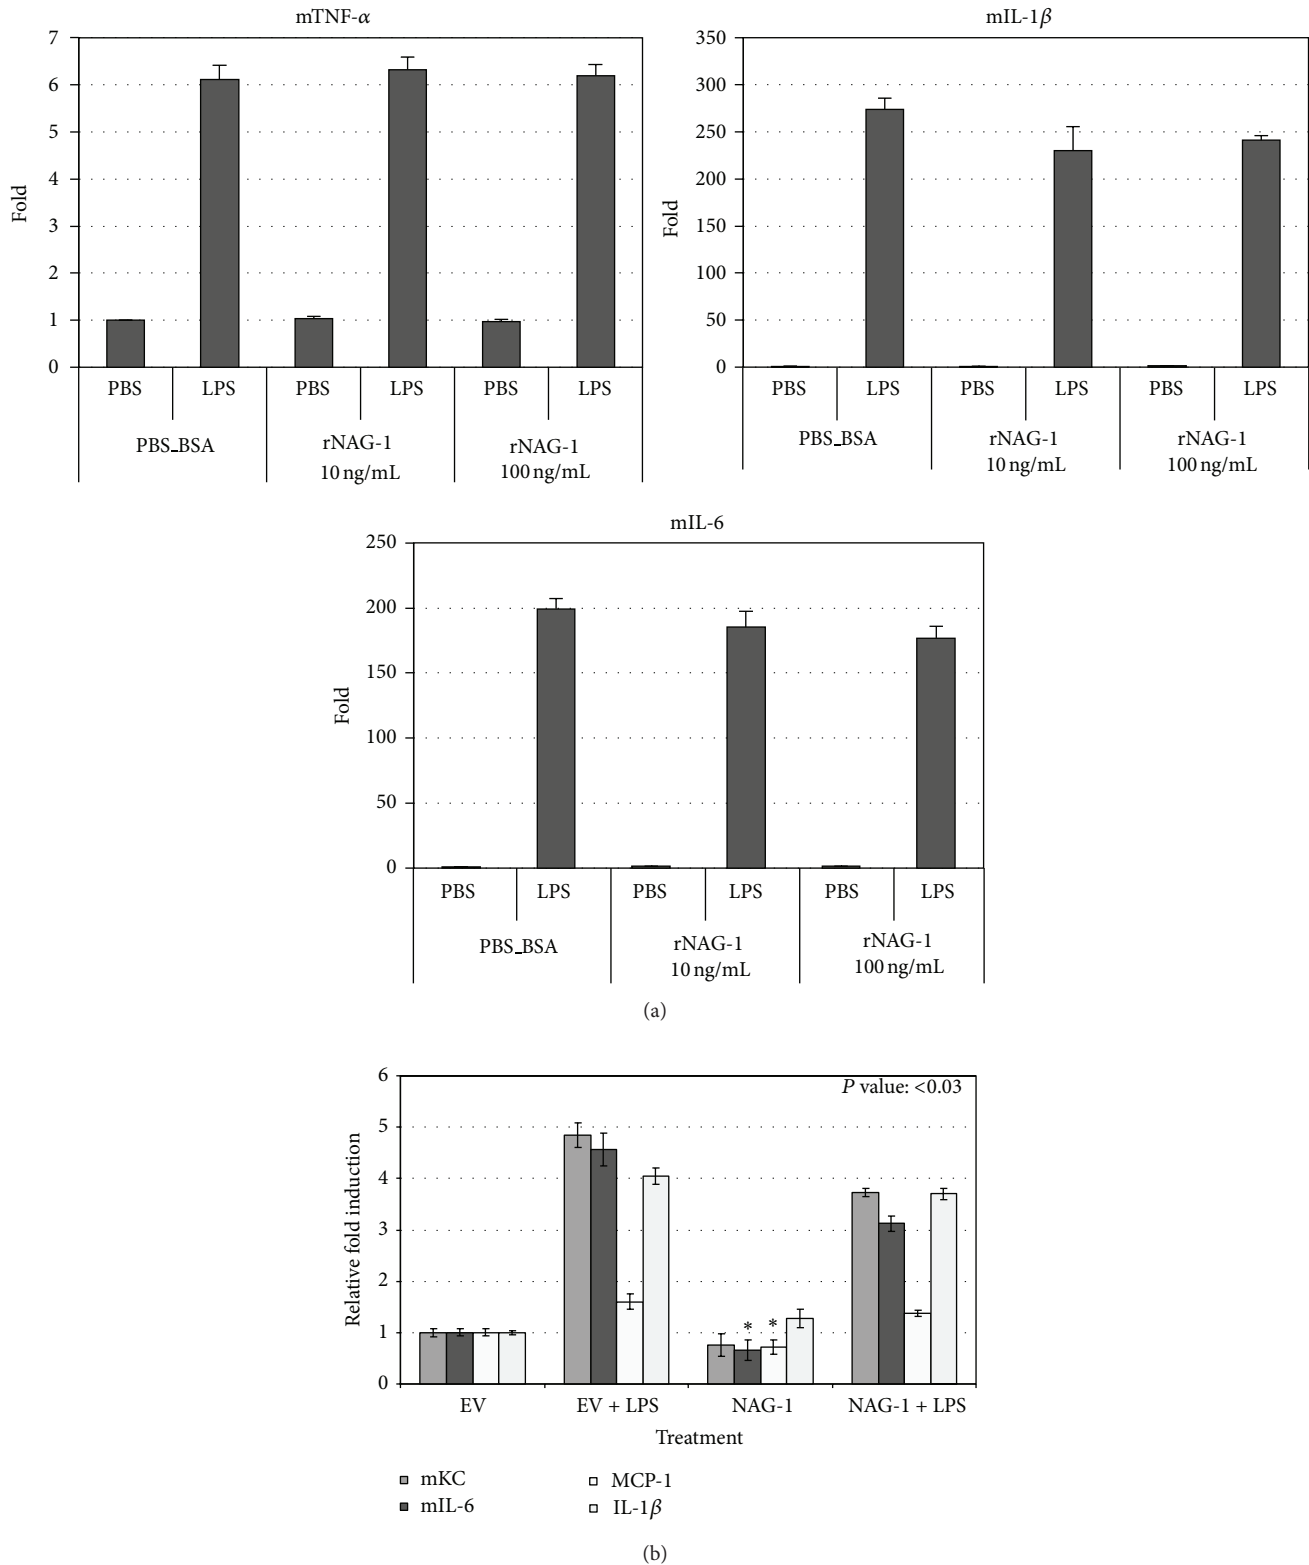 mTNF-α
7
6
5
4
3
2
1
0
Fold
PBS LPS PBS LPS PBS LPS
PBS_BSA rNAG-1 10 ng/mL rNAG-1 100 ng/mL
mIL-1β
350
300
250
200
150
100
50
0
Fold
PBS LPS PBS LPS PBS LPS
PBS_BSA rNAG-1 10 ng/mL rNAG-1 100 ng/mL
mIL-6
250
200
150
100
50
0
Fold
PBS LPS PBS LPS PBS LPS
PBS_BSA rNAG-1 10 ng/mL rNAG-1 100 ng/mL
(a)
P value: <0.03
6
5
4
3
2
1
0
Relative fold induction
* *
EV EV + LPS NAG-1 NAG-1 + LPS
Treatment
mKC MCP-1
mIL-6 IL-1β
(b)